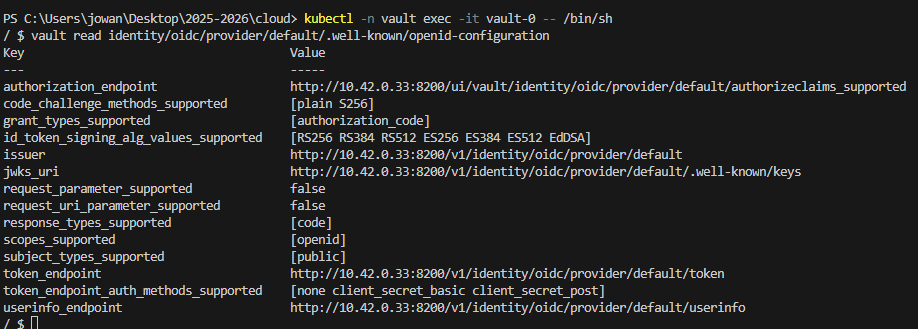 PS C:\Users\jowan\Desktop\2025-2026\cloud> kubectl -n vault exec -it vault-0 -- /bin/sh
/ $ vault read identity/oidc/provider/default/.well-known/openid-configuration
Key Value
--- -----
authorization_endpoint http://10.42.0.33:8200/ui/vault/identity/oidc/provider/default/authorizeclaims_supported
code_challenge_methods_supported [plain S256]
grant_types_supported [authorization_code]
id_token_signing_alg_values_supported [RS256 RS384 RS512 ES256 ES384 ES512 EdDSA]
issuer http://10.42.0.33:8200/v1/identity/oidc/provider/default
jwks_uri http://10.42.0.33:8200/v1/identity/oidc/provider/default/.well-known/keys
request_parameter_supported false
request_uri_parameter_supported false
response_types_supported [code]
scopes_supported [openid]
subject_types_supported [public]
token_endpoint http://10.42.0.33:8200/v1/identity/oidc/provider/default/token
token_endpoint_auth_methods_supported [none client_secret_basic client_secret_post]
userinfo_endpoint http://10.42.0.33:8200/v1/identity/oidc/provider/default/userinfo
/ $